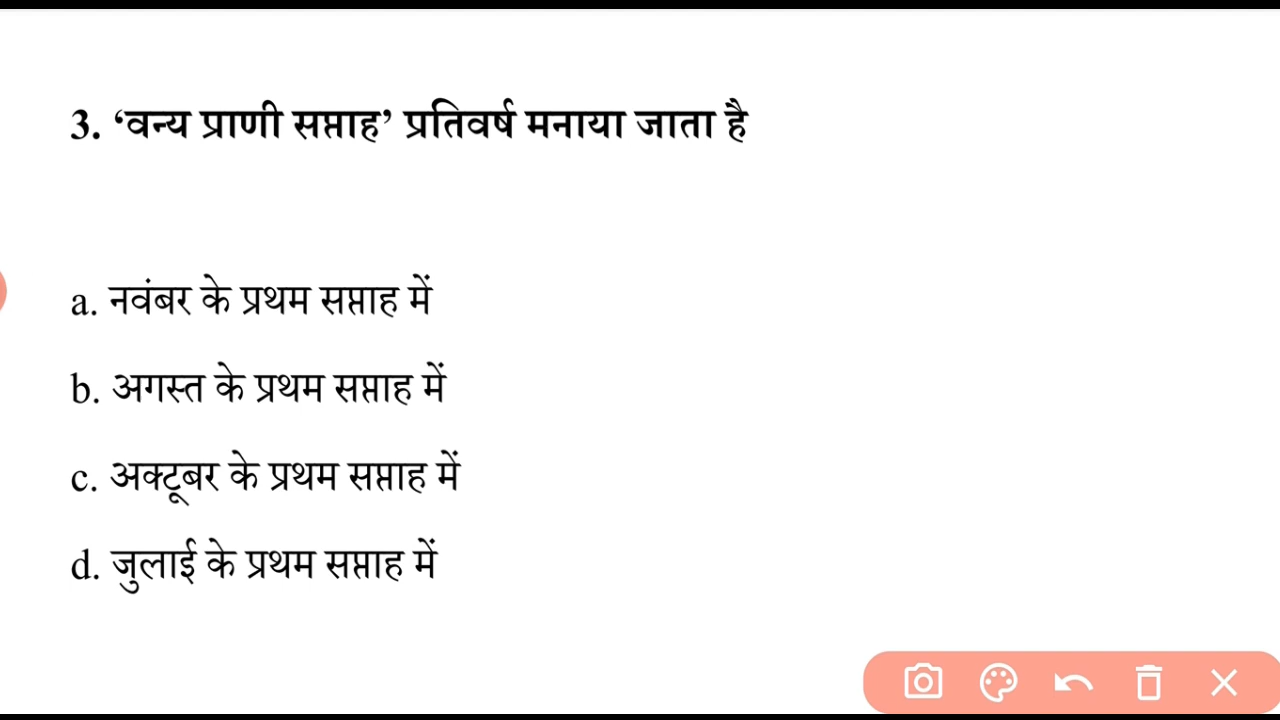 3. ‘वन्य प्राणी सप्ताह’ प्रतिवर्ष मनाया जाता है
a. नवंबर के प्रथम सप्ताह में
b. अगस्त के प्रथम सप्ताह में
c. अक्टूबर के प्रथम सप्ताह में
d. जुलाई के प्रथम सप्ताह में